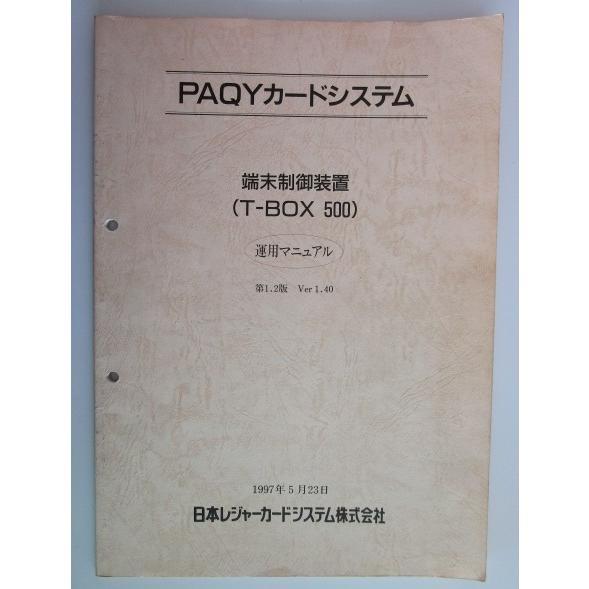 PAQYカードシステム
端末制御装置
(T-BOX 500)
運用マニュアル
第1.2版 Ver1.40
1997年5月23日
日本レジャーカードシステム株式会社